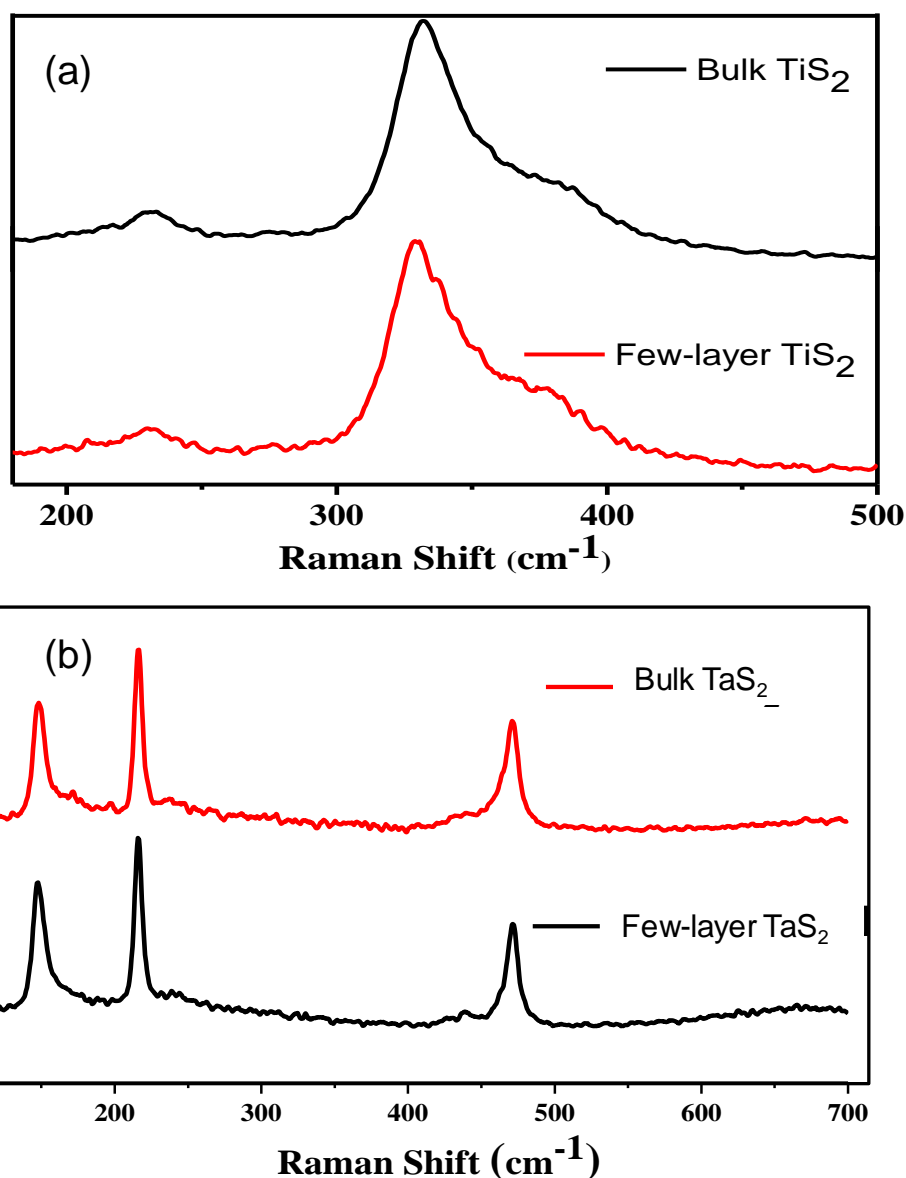 (a)
Bulk TiS2
Few-layer TiS2
200 300 400 500
Raman Shift (cm-1)
(b)
Bulk TaS2_
Few-layer TaS2
200 300 400 500 600 700
Raman Shift (cm-1)